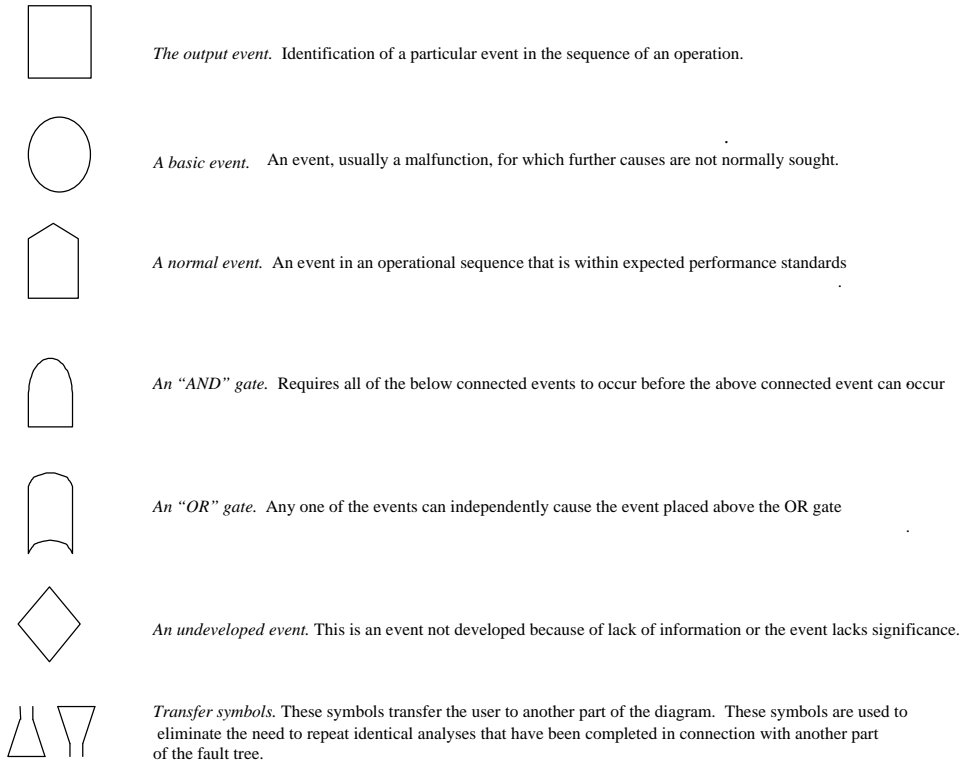 The output event. Identification of a particular event in the sequence of an operation.
A basic event. An event, usually a malfunction, for which further causes are not normally sought.
A normal event. An event in an operational sequence that is within expected performance standards.
An “AND” gate. Requires all of the below connected events to occur before the above connected event can occur
An “OR” gate. Any one of the events can independently cause the event placed above the OR gate.
An undeveloped event. This is an event not developed because of lack of information or the event lacks significance.
Transfer symbols. These symbols transfer the user to another part of the diagram. These symbols are used to
eliminate the need to repeat identical analyses that have been completed in connection with another part
of the fault tree.